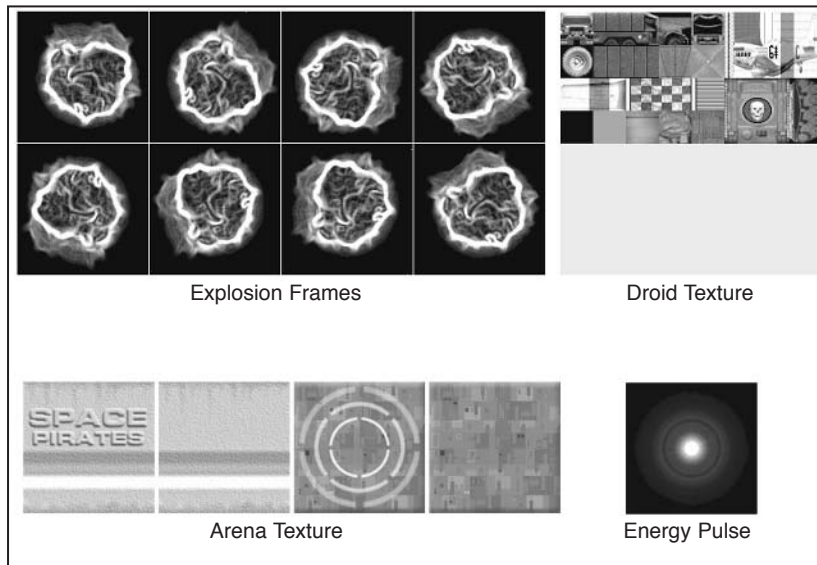 Explosion Frames
Droid Texture
SPACE
PIRATES
Arena Texture
Energy Pulse